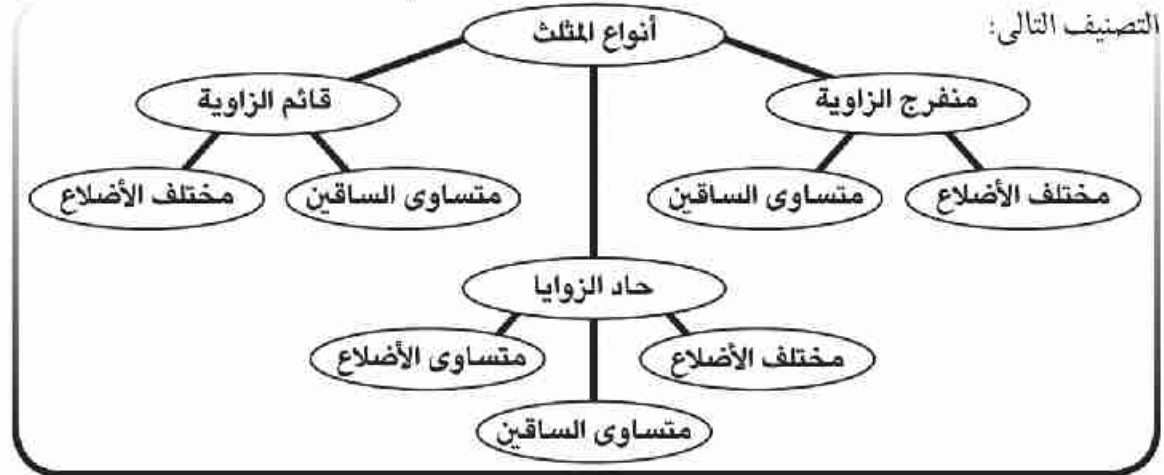 التصنيف التالى:
أنواع المثلث
منفرج الزاوية
قائم الزاوية
مختلف الأضلاع
متساوى الساقين
متساوى الساقين
مختلف الأضلاع
حاد الزوايا
مختلف الأضلاع
متساوى الأضلاع
متساوى الساقين